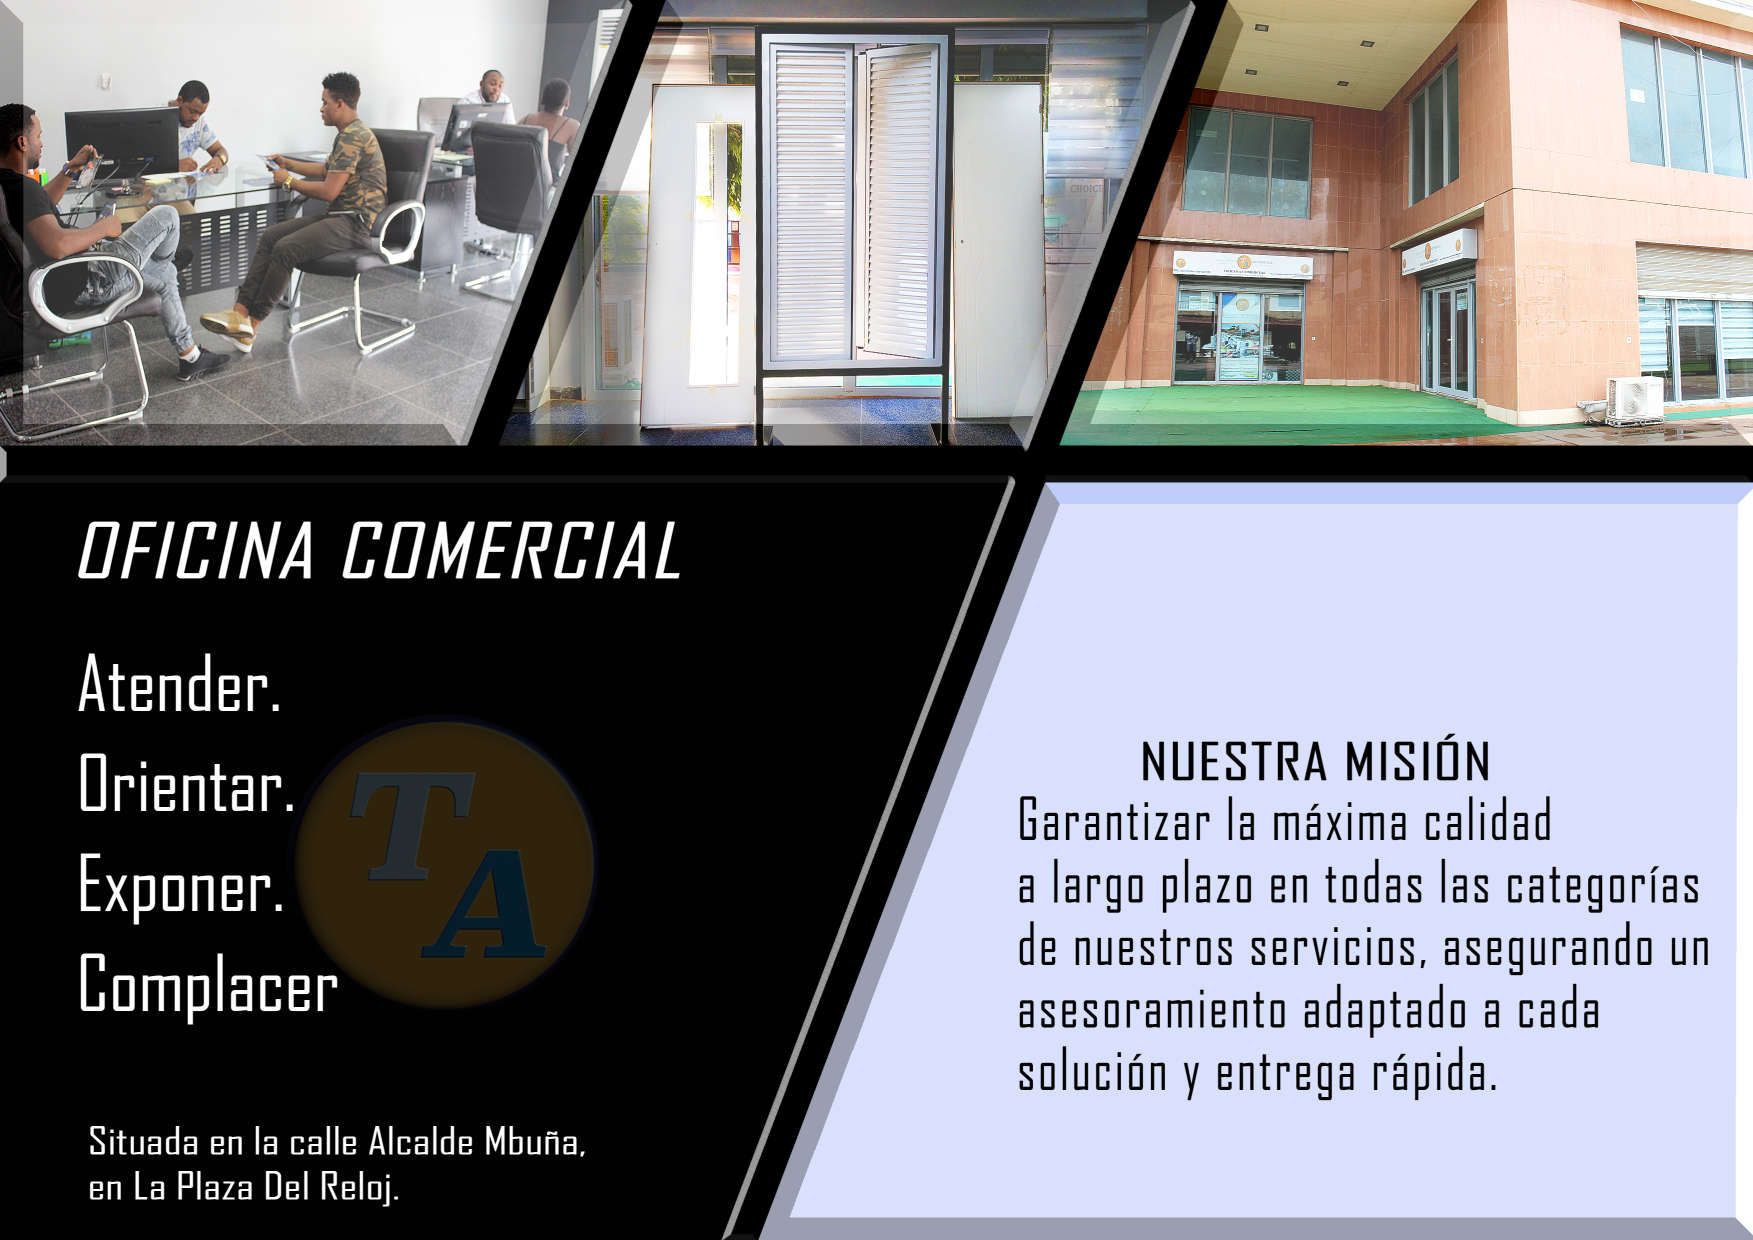 CHOICE
OFICINA COMERCIAL
Atender.
Orientar.
Exponer.
Complacer
TA
Situada en la calle Alcalde Mbuña,
en La Plaza Del Reloj.
NUESTRA MISIÓN
Garantizar la máxima calidad
a largo plazo en todas las categorías
de nuestros servicios, asegurando un
asesoramiento adaptado a cada
solución y entrega rápida.